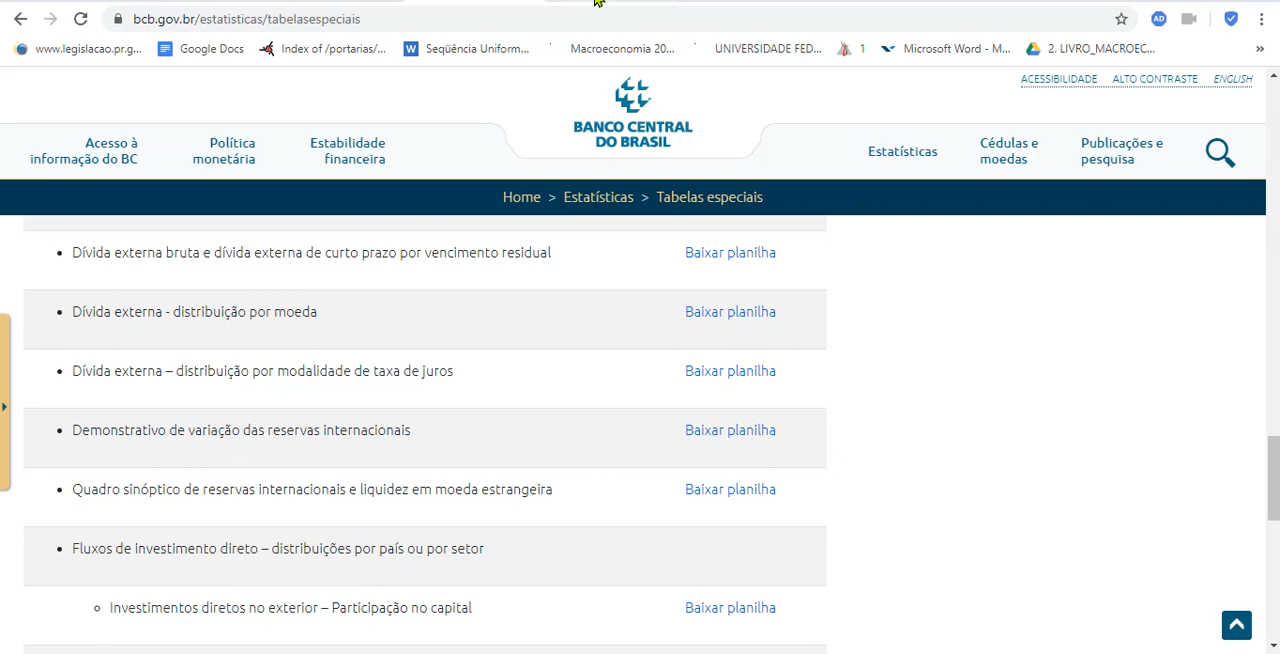 bcb.gov.br/estatisticas/tabelasespeciais
AD
www.legislacao.pr.g... Google Docs Index of /portarias/... W Seqüência Uniform... Macroeconomia 20... UNIVERSIDADE FED... 1 Microsoft Word - M... 2. LIVRO_MACROEC... »
ACESSIBILIDADE ALTO CONTRASTE ENGLISH
BANCO CENTRAL
DO BRASIL
Acesso à
informação do BC
Política
monetária
Estabilidade
financeira
Estatísticas
Cédulas e
moedas
Publicações e
pesquisa
Home > Estatísticas > Tabelas especiais
• Dívida externa bruta e dívida externa de curto prazo por vencimento residual Baixar planilha
• Dívida externa - distribuição por moeda Baixar planilha
• Dívida externa – distribuição por modalidade de taxa de juros Baixar planilha
• Demonstrativo de variação das reservas internacionais Baixar planilha
• Quadro sinóptico de reservas internacionais e liquidez em moeda estrangeira Baixar planilha
• Fluxos de investimento direto – distribuições por país ou por setor
◦ Investimentos diretos no exterior – Participação no capital Baixar planilha